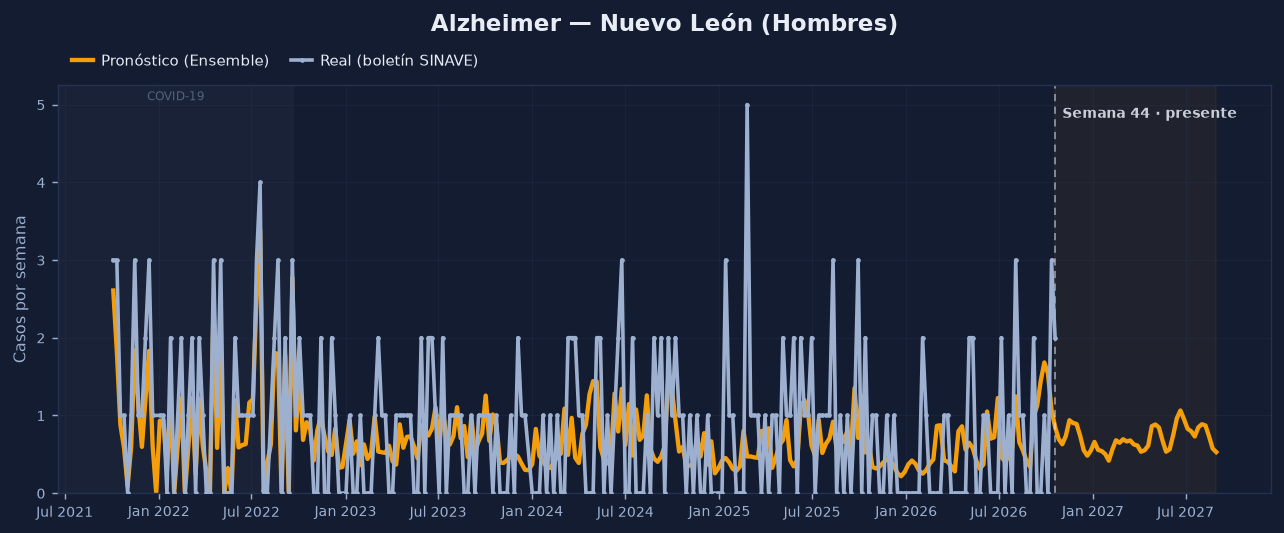 Alzheimer — Nuevo León (Hombres)
Pronóstico (Ensemble)
Real (boletín SINAVE)
COVID-19
Semana 44 · presente
Casos por semana
5
4
3
2
1
0
Jul 2021
Jan 2022
Jul 2022
Jan 2023
Jul 2023
Jan 2024
Jul 2024
Jan 2025
Jul 2025
Jan 2026
Jul 2026
Jan 2027
Jul 2027